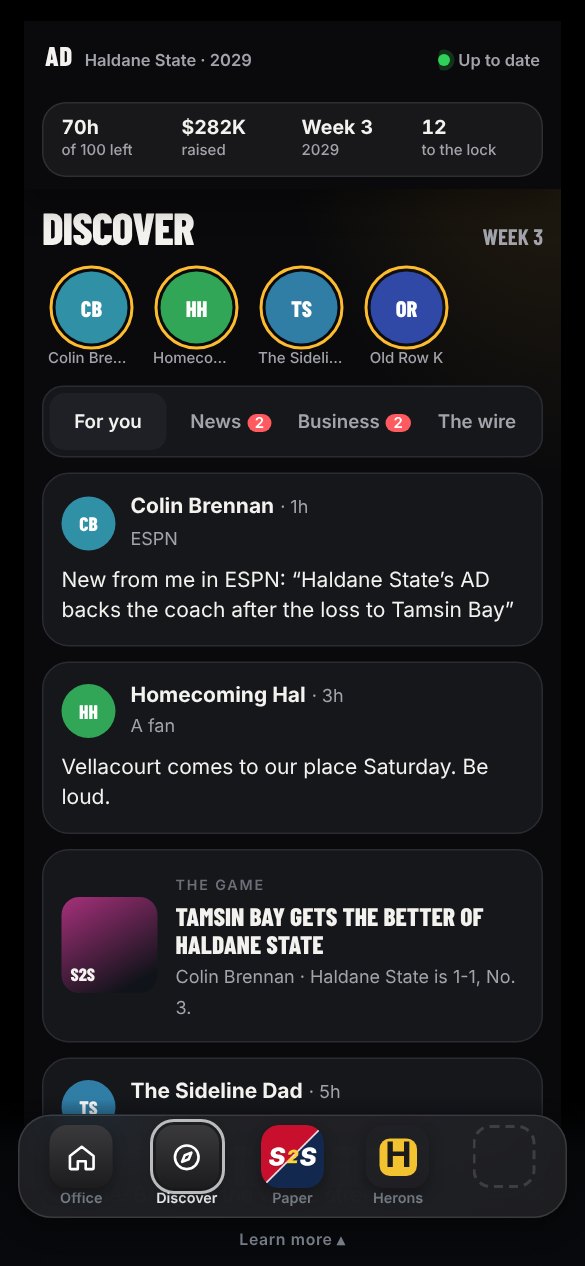 AD Haldane State · 2029
Up to date
70h
of 100 left
$282K
raised
Week 3
2029
12
to the lock
DISCOVER
WEEK 3
CB
HH
TS
OR
Colin Bre...
Homeco...
The Sideli...
Old Row K
For you
News 2
Business 2
The wire
CB
Colin Brennan · 1h
ESPN
New from me in ESPN: “Haldane State’s AD
backs the coach after the loss to Tamsin Bay”
HH
Homecoming Hal · 3h
A fan
Vellacourt comes to our place Saturday. Be
loud.
THE GAME
S2S
TAMSIN BAY GETS THE BETTER OF
HALDANE STATE
Colin Brennan · Haldane State is 1-1, No.
3.
TS
The Sideline Dad · 5h
S2S
H
Office
Discover
Paper
Herons
Learn more ▴